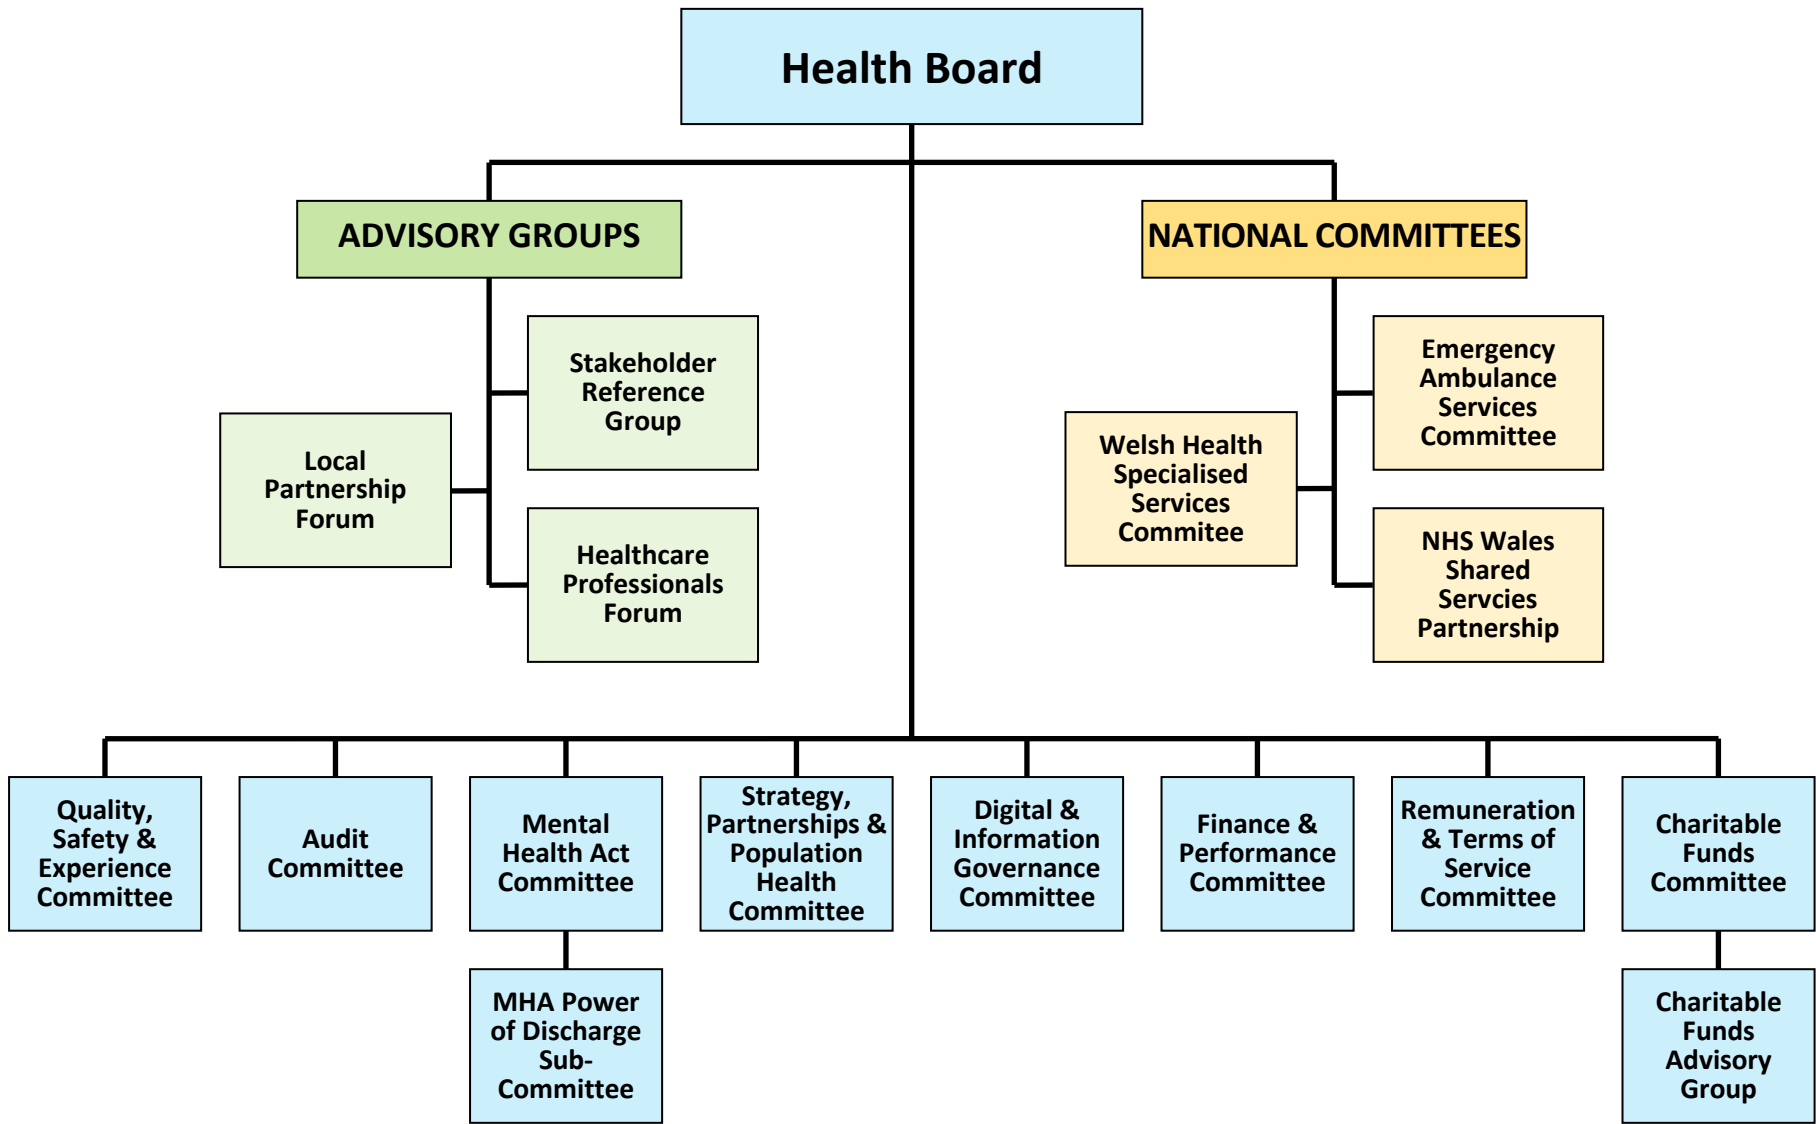 Health Board
ADVISORY GROUPS
NATIONAL COMMITTEES
Stakeholder
Reference
Group
Local
Partnership
Forum
Healthcare
Professionals
Forum
Emergency
Ambulance
Services
Committee
Welsh Health
Specialised
Services
Commitee
NHS Wales
Shared
Servcies
Partnership
Quality,
Safety &
Experience
Committee
Audit
Committee
Mental
Health Act
Committee
Strategy,
Partnerships &
Population
Health
Committee
Digital &
Information
Governance
Committee
Finance &
Performance
Committee
Remuneration
& Terms of
Service
Committee
Charitable
Funds
Committee
MHA Power
of Discharge
Sub-
Committee
Charitable
Funds
Advisory
Group